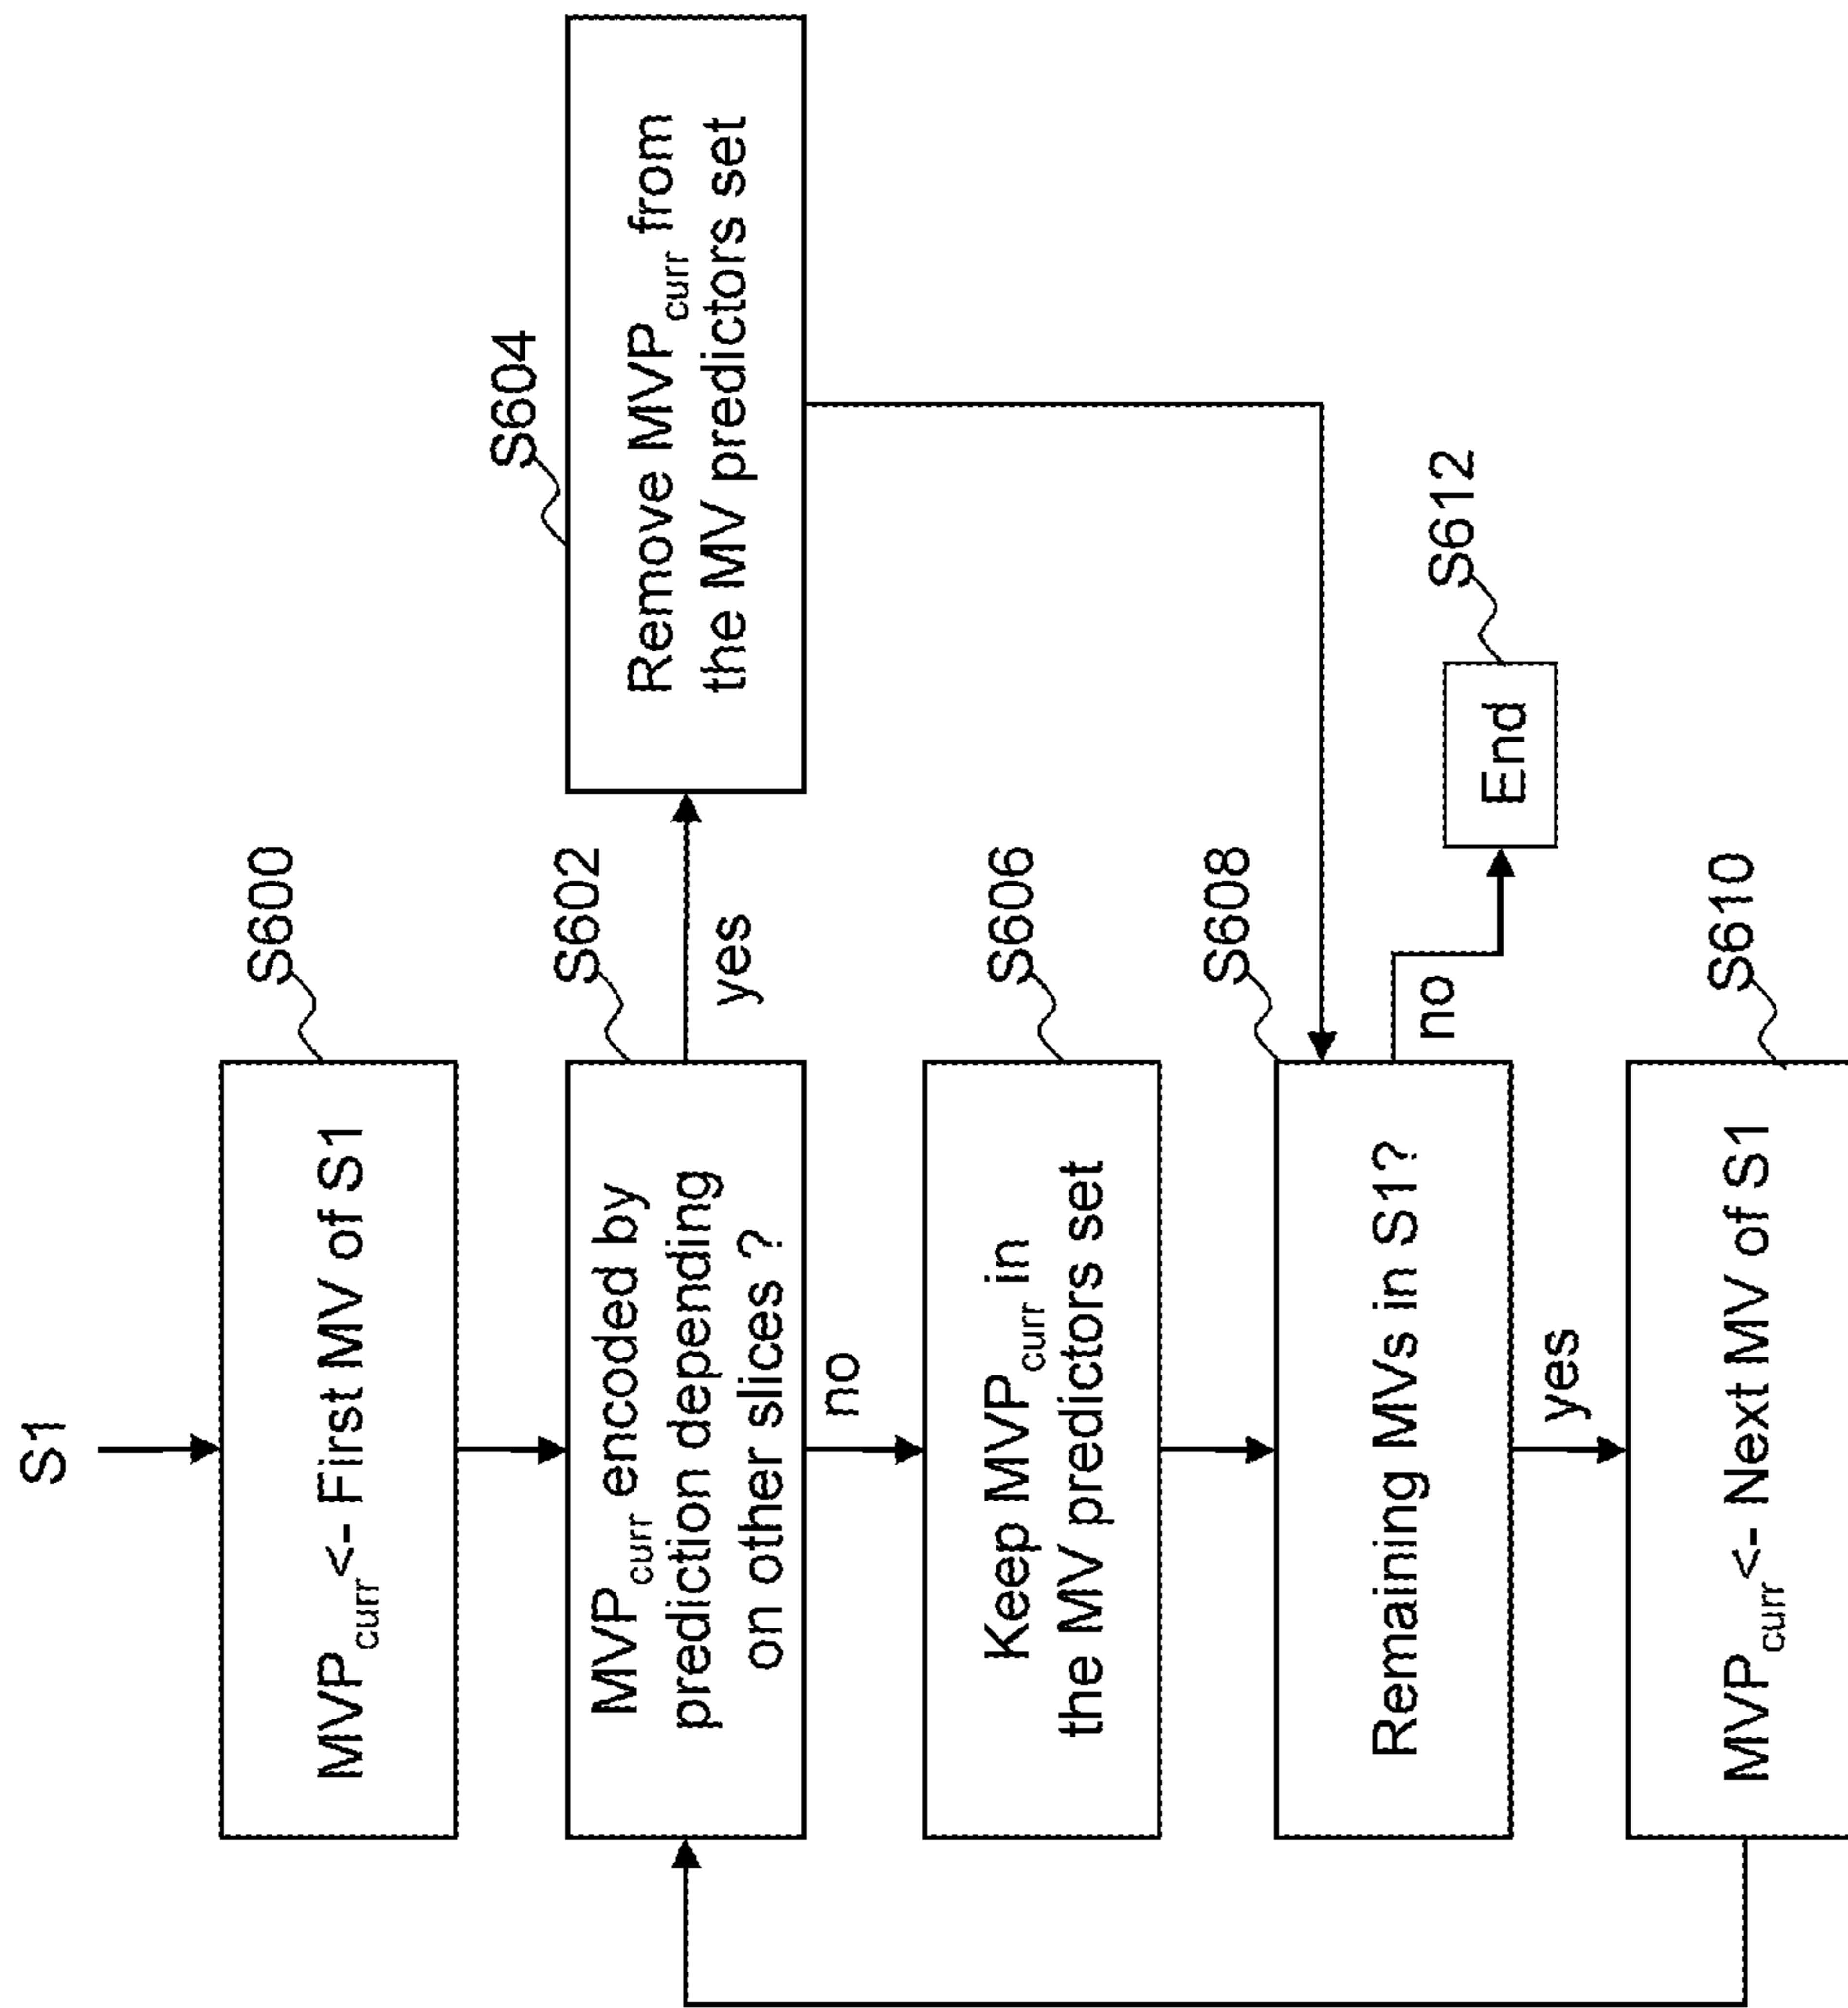 S1
S600
MVPcurr <- First MV of S1
S602
MVPcurr encoded by
prediction depending
on other slices ?
yes
S604
Remove MVPcurr from
the MV predictors set
no
S606
Keep MVPcurr in
the MV predictors set
S608
Remaining MVs in S1?
no
S612
End
yes
S610
MVPcurr <- Next MV of S1